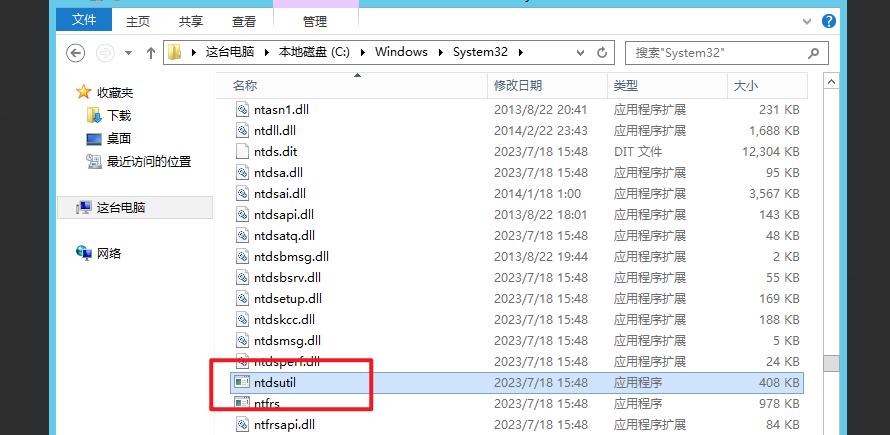 文件 主页 共享 查看 管理
这台电脑 本地磁盘 (C:) Windows System32 搜索"System32"
名称 修改日期 类型 大小
收藏夹
下载
桌面
最近访问的位置
这台电脑
网络
ntasn1.dll 2013/8/22 20:41 应用程序扩展 231 KB
ntdll.dll 2014/2/22 23:43 应用程序扩展 1,688 KB
ntds.dit 2023/7/18 15:48 DIT 文件 12,304 KB
ntdsa.dll 2023/7/18 15:48 应用程序扩展 95 KB
ntdsai.dll 2014/1/18 1:00 应用程序扩展 3,567 KB
ntdsapi.dll 2013/8/22 18:01 应用程序扩展 143 KB
ntdsatq.dll 2023/7/18 15:48 应用程序扩展 48 KB
ntdsbmsg.dll 2013/8/22 19:44 应用程序扩展 2 KB
ntdsbsrv.dll 2023/7/18 15:48 应用程序扩展 55 KB
ntdsetup.dll 2023/7/18 15:48 应用程序扩展 169 KB
ntdskcc.dll 2023/7/18 15:48 应用程序扩展 188 KB
ntdsmsg.dll 2023/7/18 15:48 应用程序扩展 5 KB
ntdsperf.dll 2023/7/18 15:48 应用程序扩展 24 KB
ntdsutil 2023/7/18 15:48 应用程序 408 KB
ntfrs 2023/7/18 15:48 应用程序 978 KB
ntfrsapi.dll 2023/7/18 15:48 应用程序扩展 84 KB